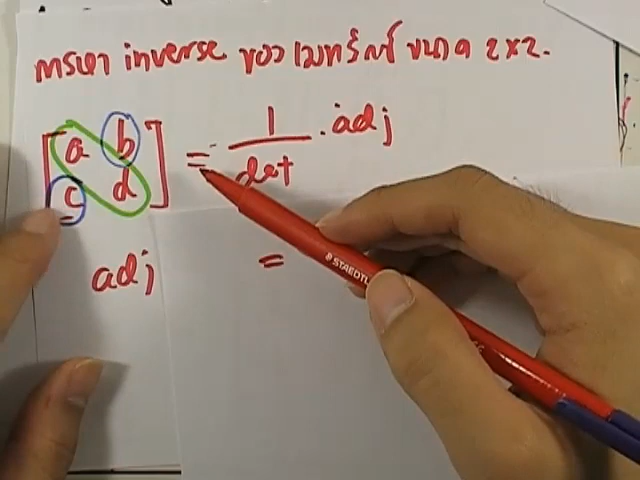 การหา inverse ของเมทริกซ์ ขนาด 2x2.
[a b c d] = 1/det . adj
adj =
STAEDTL